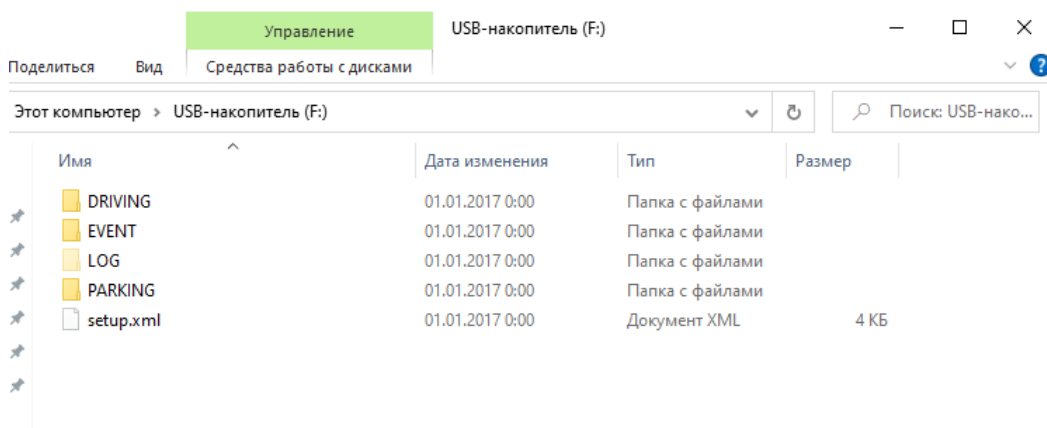 Управление USB-накопитель (F:)
Поделиться Вид Средства работы с дисками ?
Этот компьютер › USB-накопитель (F:) Поиск: USB-нако...
Имя Дата изменения Тип Размер
DRIVING 01.01.2017 0:00 Папка с файлами
EVENT 01.01.2017 0:00 Папка с файлами
LOG 01.01.2017 0:00 Папка с файлами
PARKING 01.01.2017 0:00 Папка с файлами
setup.xml 01.01.2017 0:00 Документ XML 4 КБ